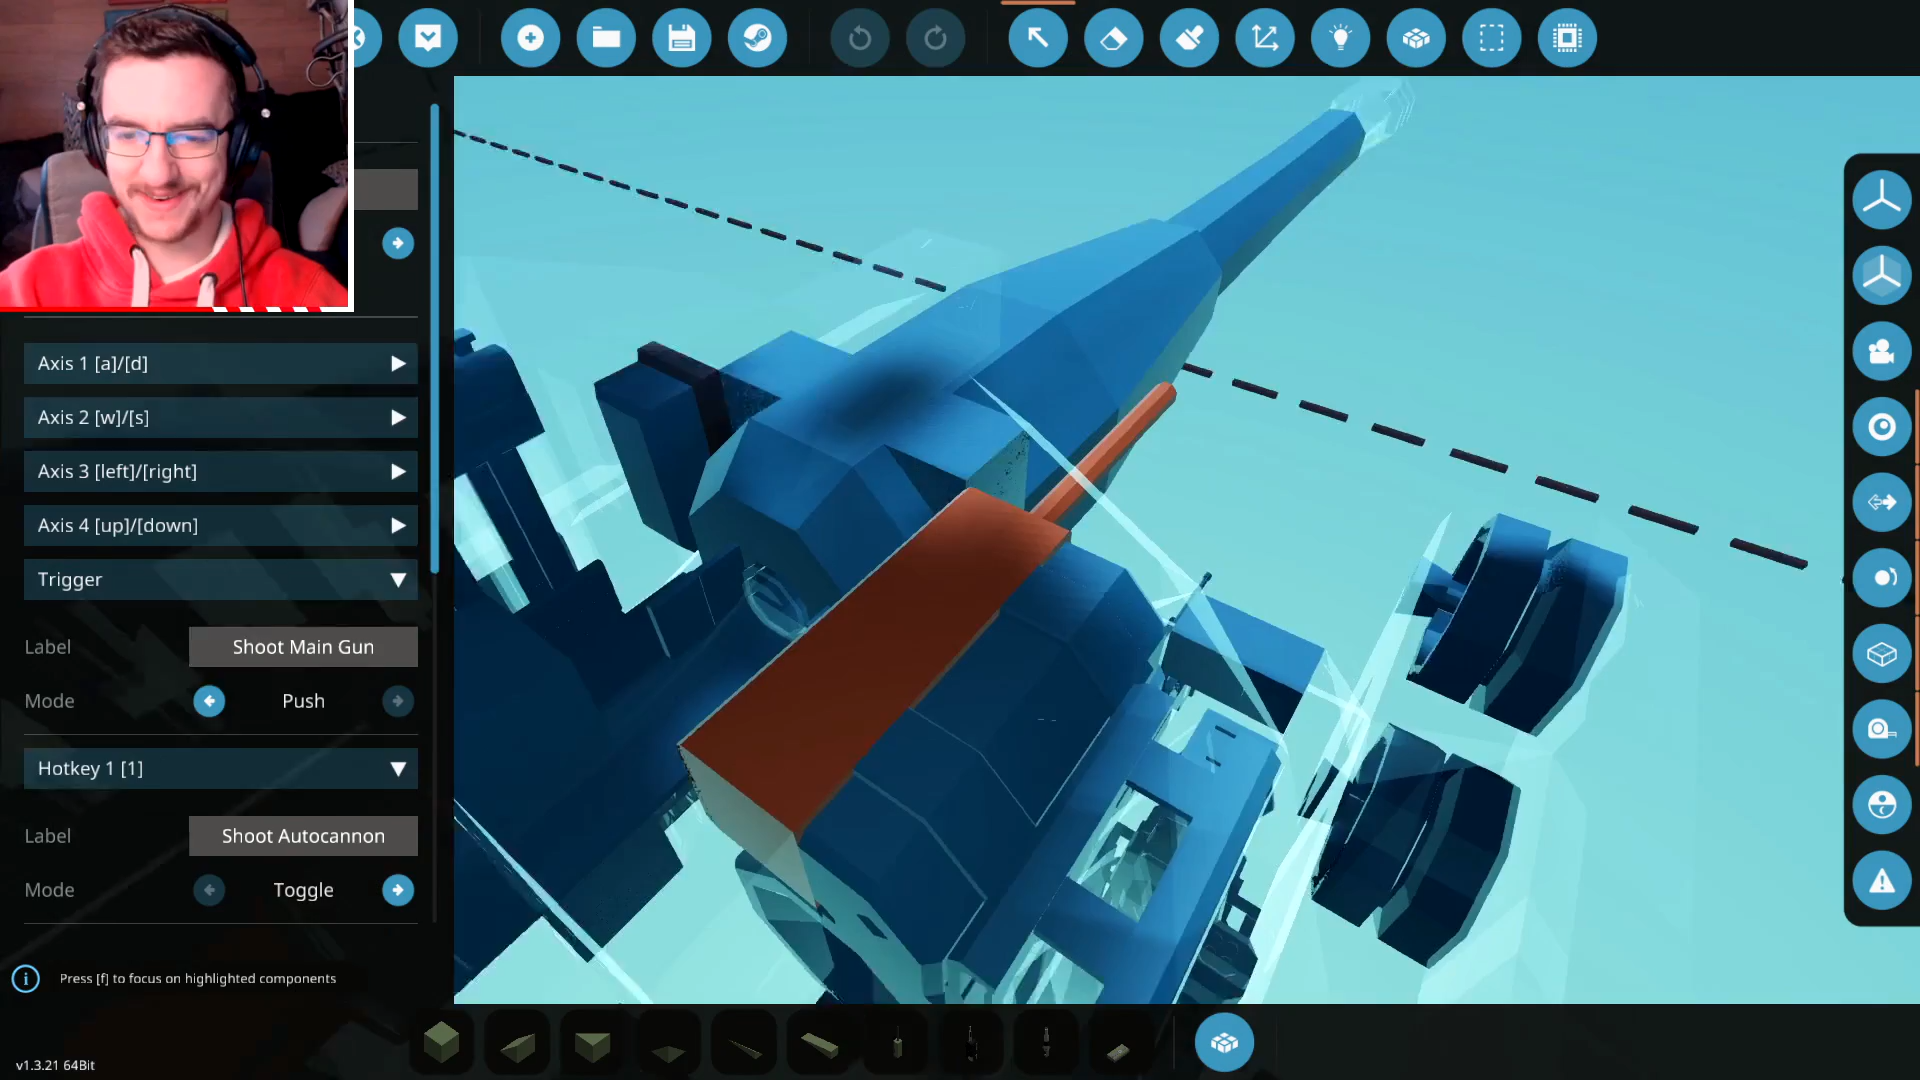 Axis 1 [a]/[d]
Axis 2 [w]/[s]
Axis 3 [left]/[right]
Axis 4 [up]/[down]
Trigger
Label Shoot Main Gun
Mode Push
Hotkey 1 [1]
Label Shoot Autocannon
Mode Toggle
Press [f] to focus on highlighted components
v1.3.21 64Bit